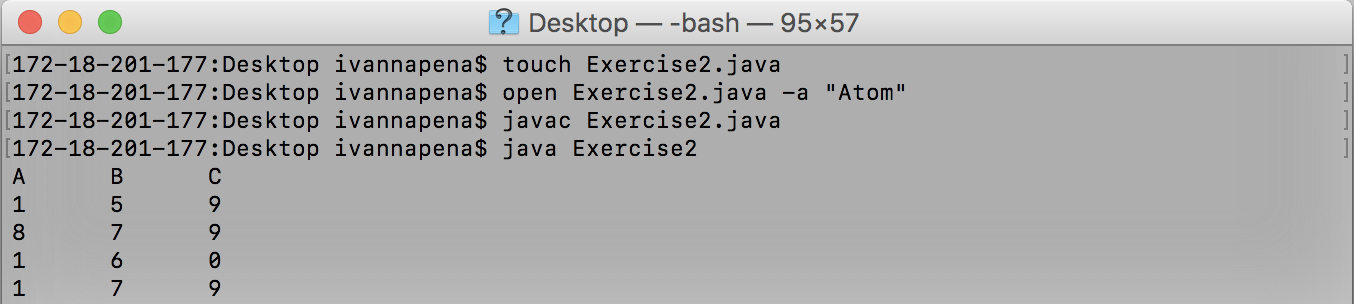 Desktop — -bash — 95×57
[172-18-201-177:Desktop ivannapena$ touch Exercise2.java ]
[172-18-201-177:Desktop ivannapena$ open Exercise2.java -a "Atom" ]
[172-18-201-177:Desktop ivannapena$ javac Exercise2.java ]
[172-18-201-177:Desktop ivannapena$ java Exercise2 ]
A B C
1 5 9
8 7 9
1 6 0
1 7 9